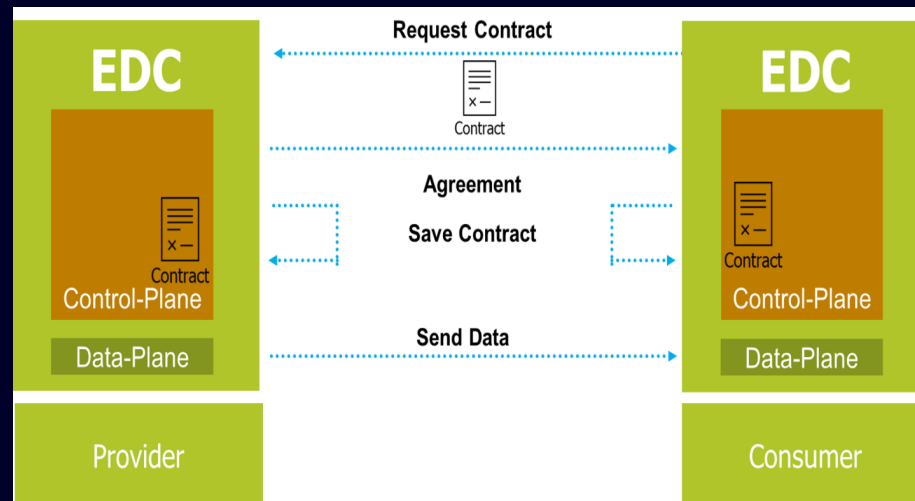 Request Contract
EDC
EDC
Contract
Agreement
Save Contract
Contract
Contract
Control-Plane
Control-Plane
Send Data
Data-Plane
Data-Plane
Provider
Consumer